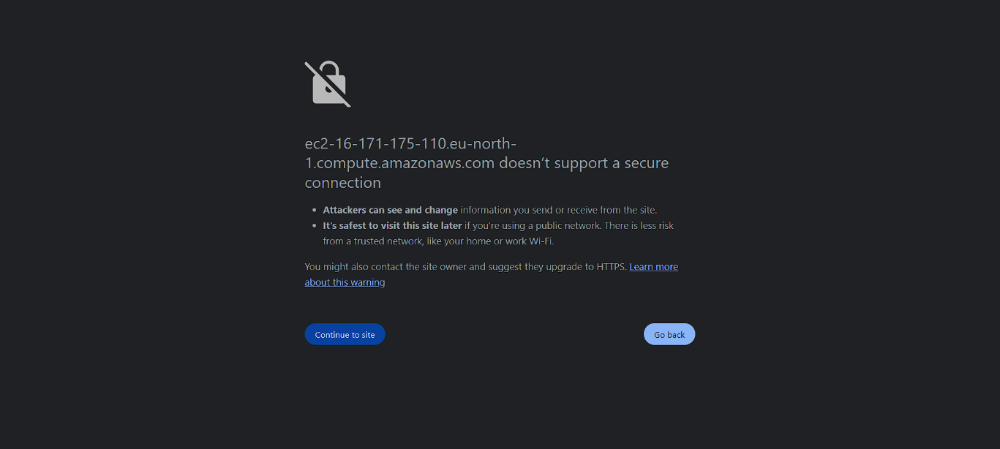 ec2-16-171-175-110.eu-north-
1.compute.amazonaws.com doesn’t support a secure
connection
• Attackers can see and change information you send or receive from the site.
• It's safest to visit this site later if you're using a public network. There is less risk
from a trusted network, like your home or work Wi-Fi.
You might also contact the site owner and suggest they upgrade to HTTPS. Learn more
about this warning
Continue to site
Go back